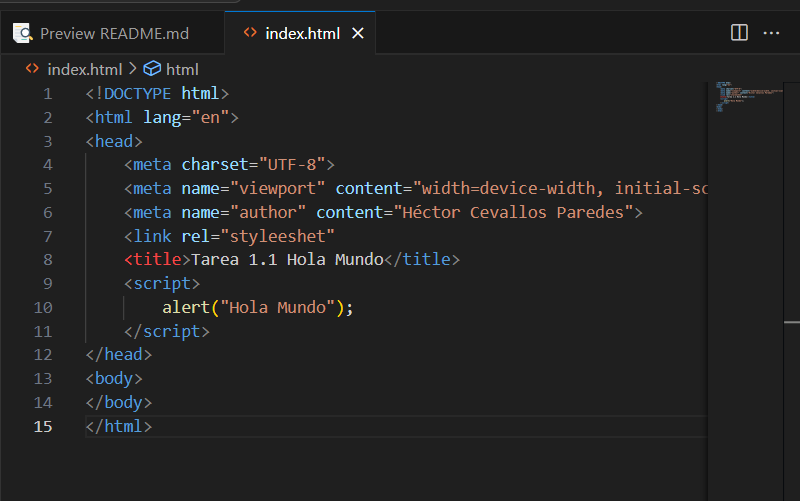 Preview README.md
index.html
index.html > html
1 <!DOCTYPE html>
2 <html lang="en">
3 <head>
4 <meta charset="UTF-8">
5 <meta name="viewport" content="width=device-width, initial-sc
6 <meta name="author" content="Héctor Cevallos Paredes">
7 <link rel="styleeshet"
8 <title>Tarea 1.1 Hola Mundo</title>
9 <script>
10 alert("Hola Mundo");
11 </script>
12 </head>
13 <body>
14 </body>
15 </html>